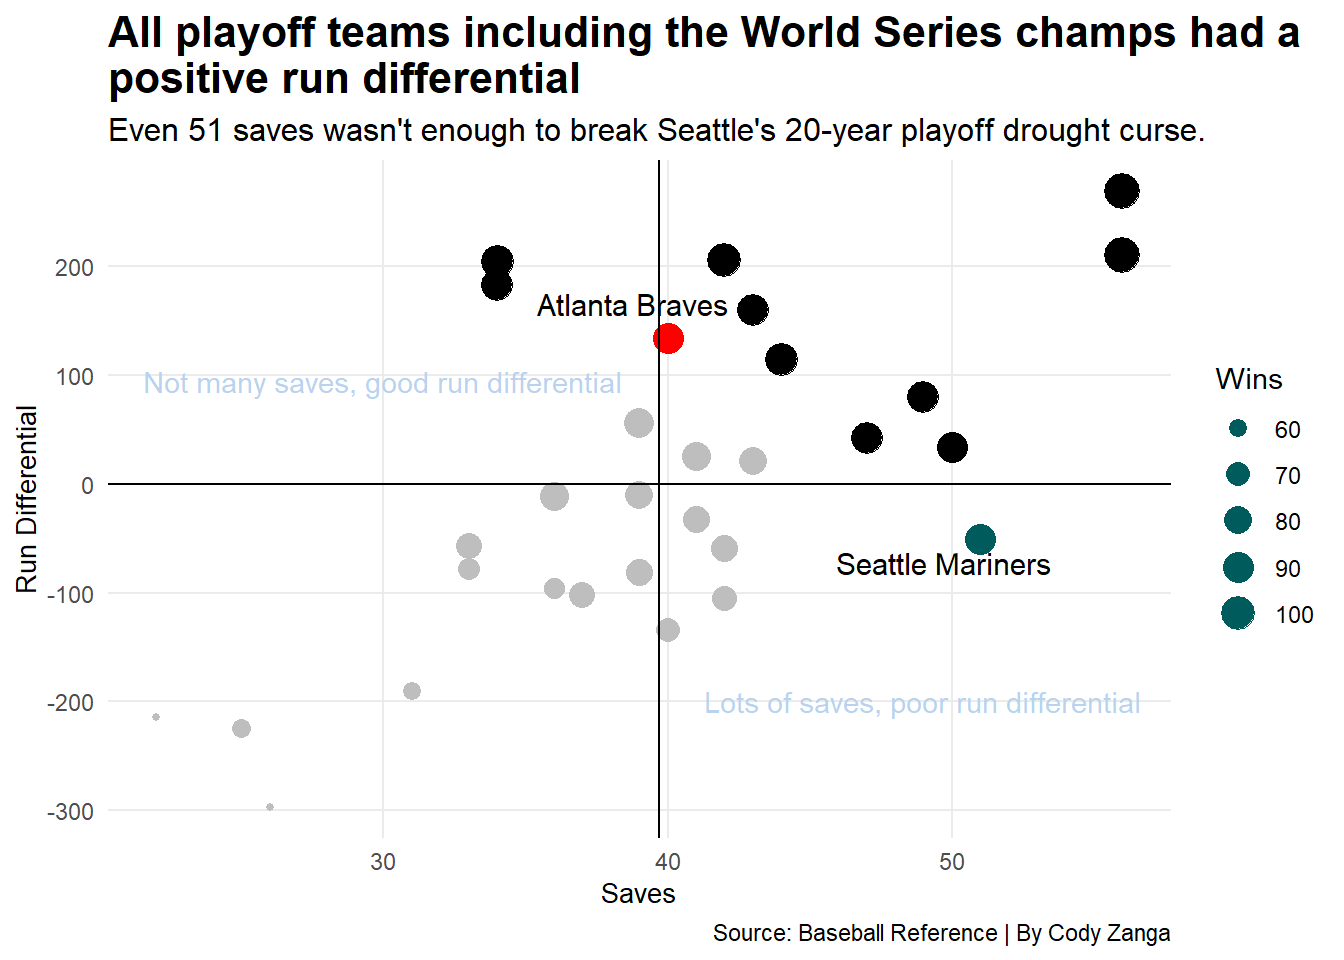 All playoff teams including the World Series champs had a
positive run differential
Even 51 saves wasn't enough to break Seattle's 20-year playoff drought curse.
200
100
0
-100
-200
-300
Run Differential
Atlanta Braves
Not many saves, good run differential
Seattle Mariners
Lots of saves, poor run differential
30
40
50
Saves
Wins
60
70
80
90
100
Source: Baseball Reference | By Cody Zanga